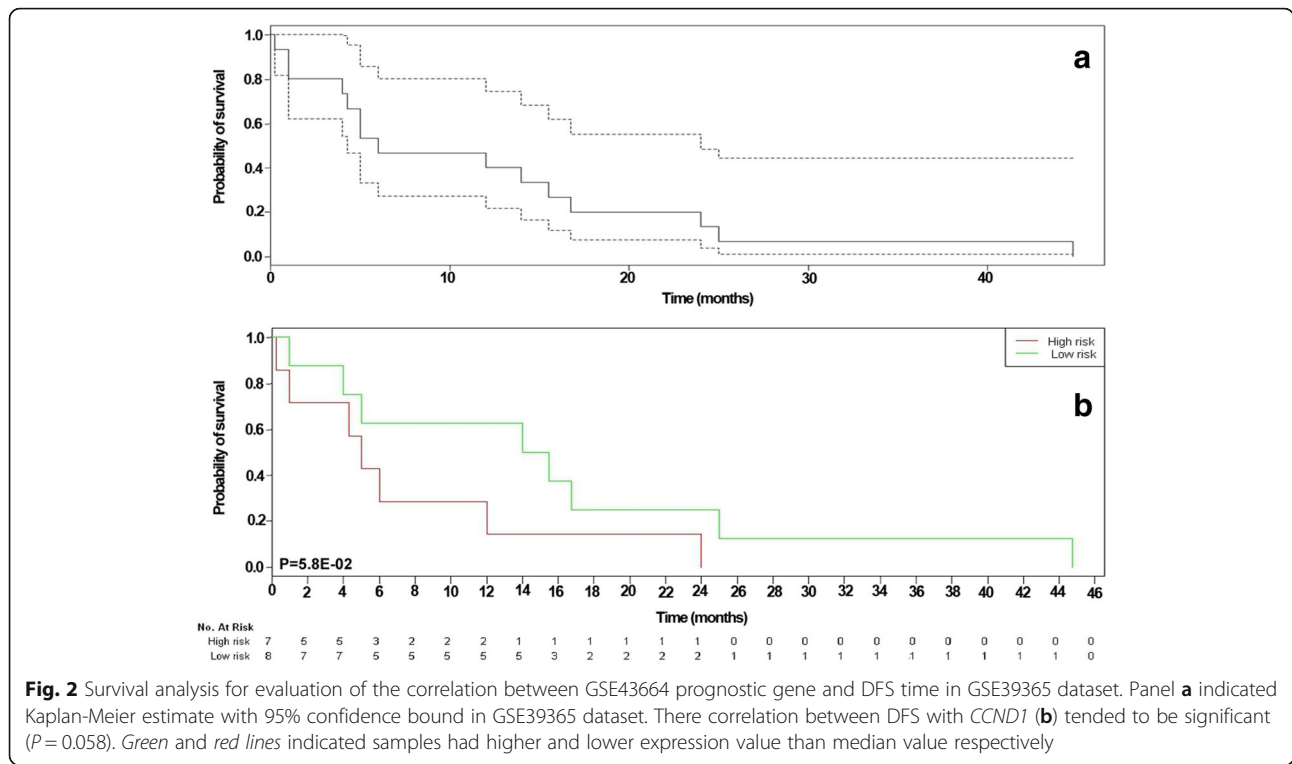 a
Probability of survival
1.0
0.8
0.6
0.4
0.2
0.0
0 10 20 30 40
Time (months)
High risk
Low risk
b
Probability of survival
1.0
0.8
0.6
0.4
0.2
0.0
P=5.8E-02
0 2 4 6 8 10 12 14 16 18 20 22 24 26 28 30 32 34 36 38 40 42 44 46
Time (months)
No. At Risk
High risk 7 5 5 3 2 2 2 1 1 1 1 1 1 0 0 0 0 0 0 0 0 0 0 0
Low risk 8 7 7 5 5 5 5 5 3 2 2 2 2 1 1 1 1 1 1 1 1 1 1 0
Fig. 2 Survival analysis for evaluation of the correlation between GSE43664 prognostic gene and DFS time in GSE39365 dataset. Panel a indicated
Kaplan-Meier estimate with 95% confidence bound in GSE39365 dataset. There correlation between DFS with CCND1 (b) tended to be significant
(P = 0.058). Green and red lines indicated samples had higher and lower expression value than median value respectively